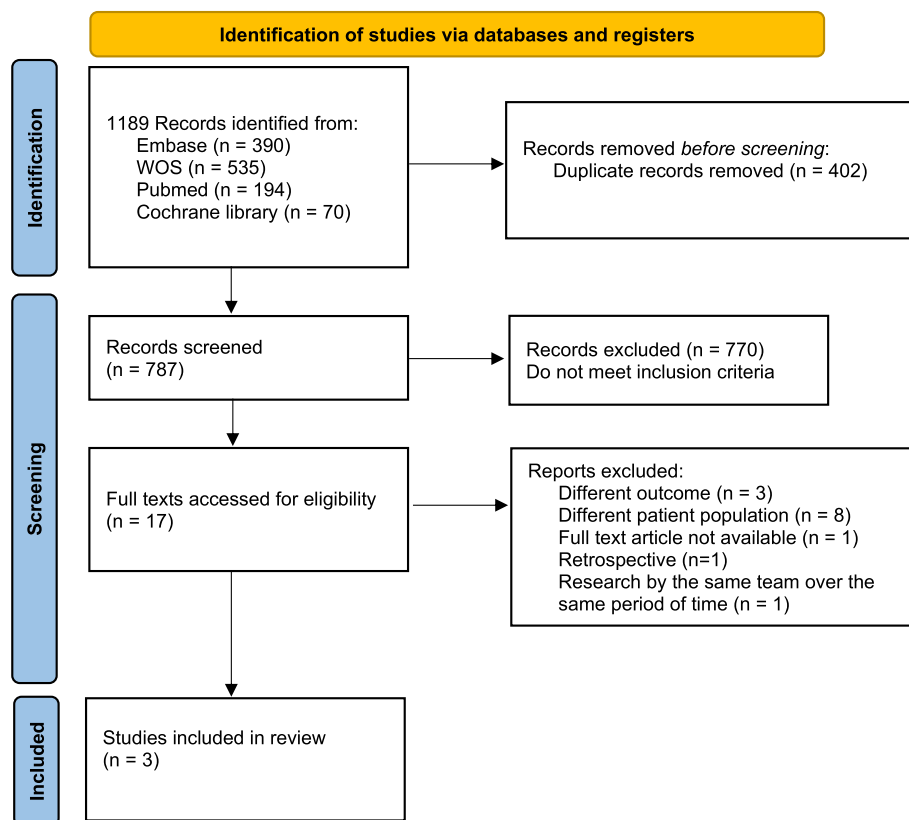 Identification of studies via databases and registers
Identification
1189 Records identified from:
Embase (n = 390)
WOS (n = 535)
Pubmed (n = 194)
Cochrane library (n = 70)
Records removed before screening:
Duplicate records removed (n = 402)
Screening
Records screened
(n = 787)
Records excluded (n = 770)
Do not meet inclusion criteria
Full texts accessed for eligibility
(n = 17)
Reports excluded:
Different outcome (n = 3)
Different patient population (n = 8)
Full text article not available (n = 1)
Retrospective (n=1)
Research by the same team over the
same period of time (n = 1)
Included
Studies included in review
(n = 3)